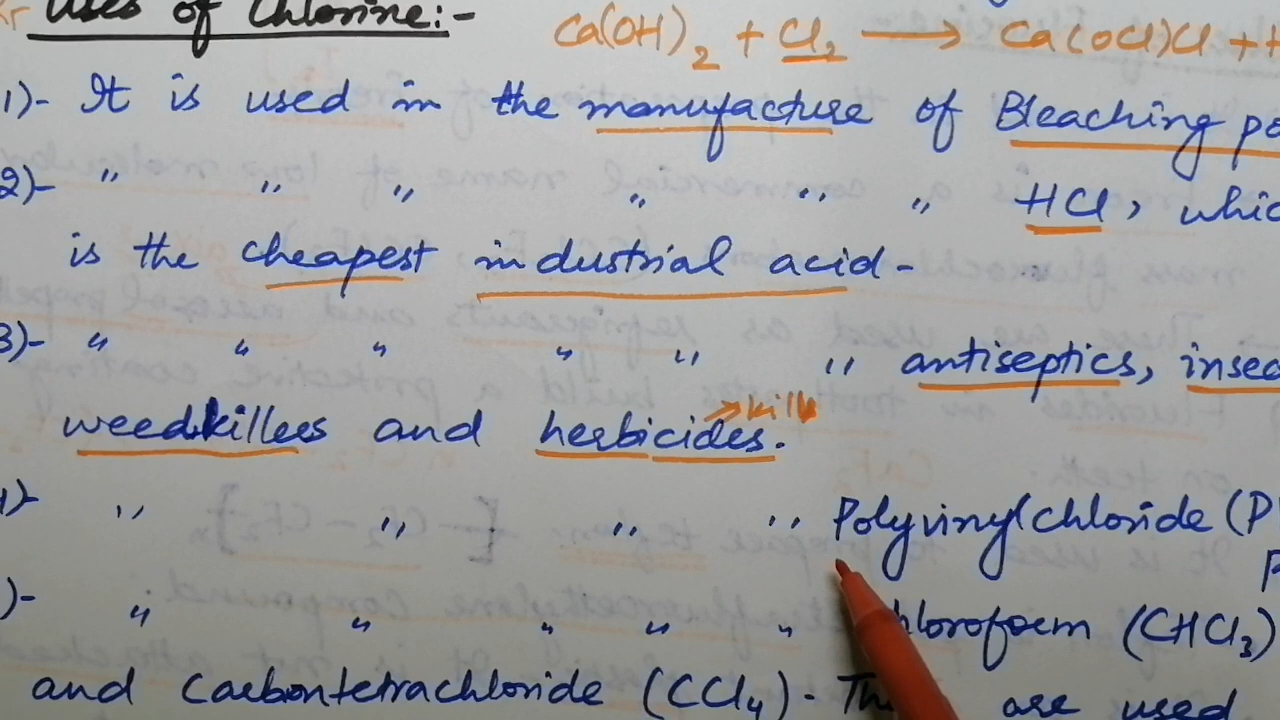 Uses of Chlorine:-
Ca(OH)2 + Cl2 → Ca(OCl)Cl + H
1)- It is used in the manufacture of Bleaching po
2)- " " " " " " HCl, whic
is the cheapest industrial acid-
3)- " " " " " " antiseptics, insec
→ kill
weedkillers and herbicides.
)- " " " " Polyvinylchloride (P
)- " " " " " hloroform (CHCl3)
and Carbontetrachloride (CCl4)- Th are used